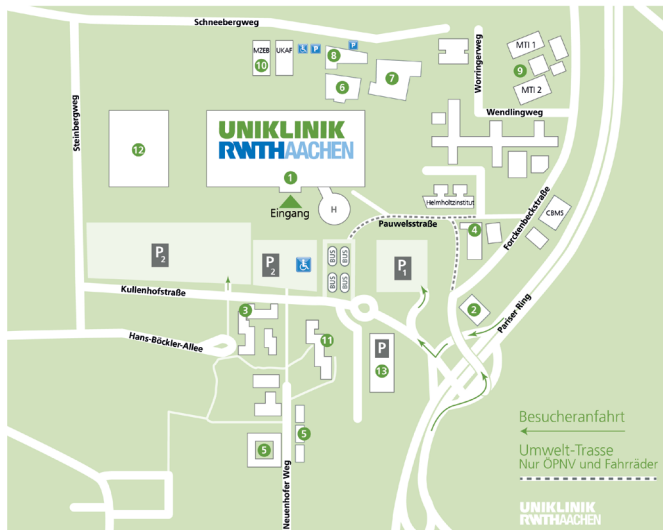 Schneebergweg
MZEB
UKAF
10
8
6
7
Worringerweg
MTI 1
9
MTI 2
Wendlingweg
Steinbergweg
12
UNIKLINIK
RWTHAACHEN
1
Eingang
H
Helmholtzinstitut
Pauwelsstraße
4
Forckenbeckstraße
CBMS
P2
P2
BUS
BUS
BUS
BUS
P1
Kullenhofstraße
3
2
Pariser Ring
Hans-Böckler-Allee
11
P
13
5
5
Neuenhofer Weg
Besucheranfahrt
Umwelt-Trasse
Nur ÖPNV und Fahrräder
UNIKLINIK
RWTHAACHEN
P
P